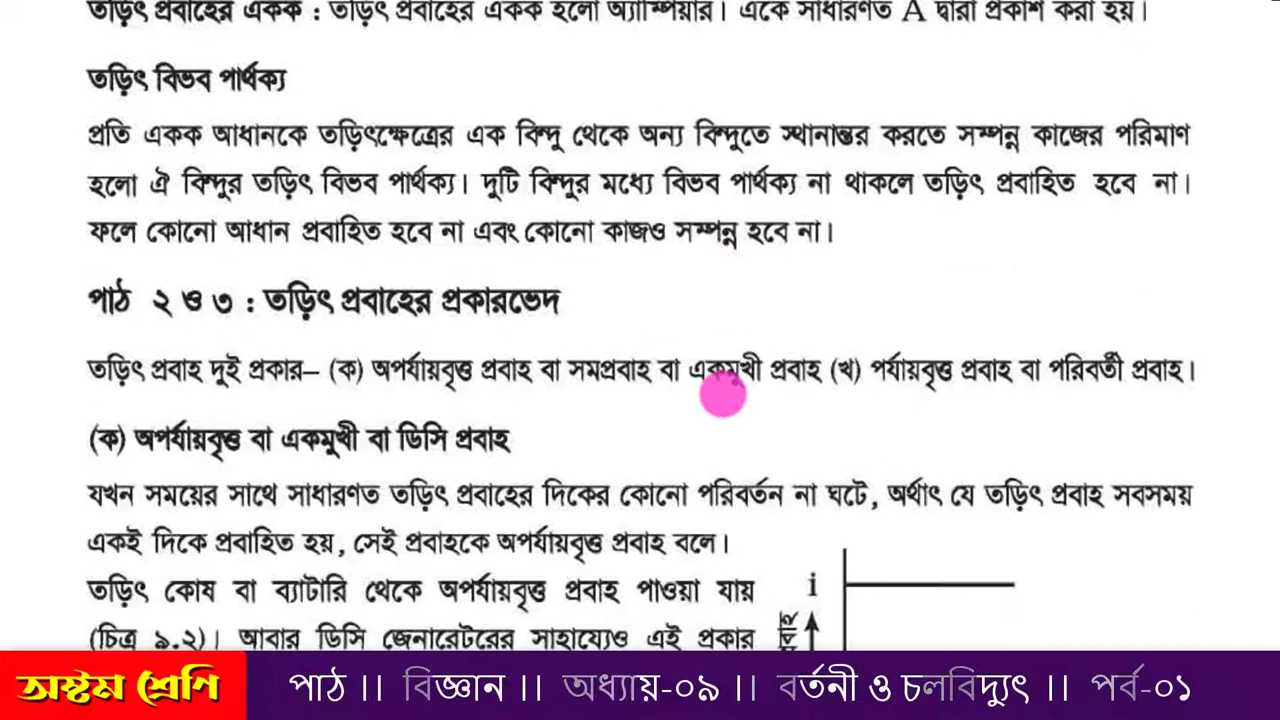 তড়িৎ প্রবাহের একক : তড়িৎ প্রবাহের একক হলো অ্যাম্পিয়ার। একে সাধারণত A দ্বারা প্রকাশ করা হয়।
তড়িৎ বিভব পার্থক্য
প্রতি একক আধানকে তড়িৎক্ষেত্রের এক বিন্দু থেকে অন্য বিন্দুতে স্থানান্তর করতে সম্পন্ন কাজের পরিমাণ
হলো ঐ বিন্দুর তড়িৎ বিভব পার্থক্য। দুটি বিন্দুর মধ্যে বিভব পার্থক্য না থাকলে তড়িৎ প্রবাহিত হবে না।
ফলে কোনো আধান প্রবাহিত হবে না এবং কোনো কাজও সম্পন্ন হবে না।
পাঠ ২ ও ৩ : তড়িৎ প্রবাহের প্রকারভেদ
তড়িৎ প্রবাহ দুই প্রকার– (ক) অপর্যায়বৃত্ত প্রবাহ বা সমপ্রবাহ বা একমুখী প্রবাহ (খ) পর্যায়বৃত্ত প্রবাহ বা পরিবর্তী প্রবাহ।
(ক) অপর্যায়বৃত্ত বা একমুখী বা ডিসি প্রবাহ
যখন সময়ের সাথে সাধারণত তড়িৎ প্রবাহের দিকের কোনো পরিবর্তন না ঘটে, অর্থাৎ যে তড়িৎ প্রবাহ সবসময়
একই দিকে প্রবাহিত হয়, সেই প্রবাহকে অপর্যায়বৃত্ত প্রবাহ বলে।
তড়িৎ কোষ বা ব্যাটারি থেকে অপর্যায়বৃত্ত প্রবাহ পাওয়া যায়
i
(চিত্র ৯.২)। আবার ডিসি জেনারেটরের সাহায্যেও এই প্রকার
অষ্টম শ্রেণি
পাঠ ।। বিজ্ঞান ।। অধ্যায়-০৯ ।। বর্তনী ও চলবিদ্যুৎ ।। পর্ব-০১